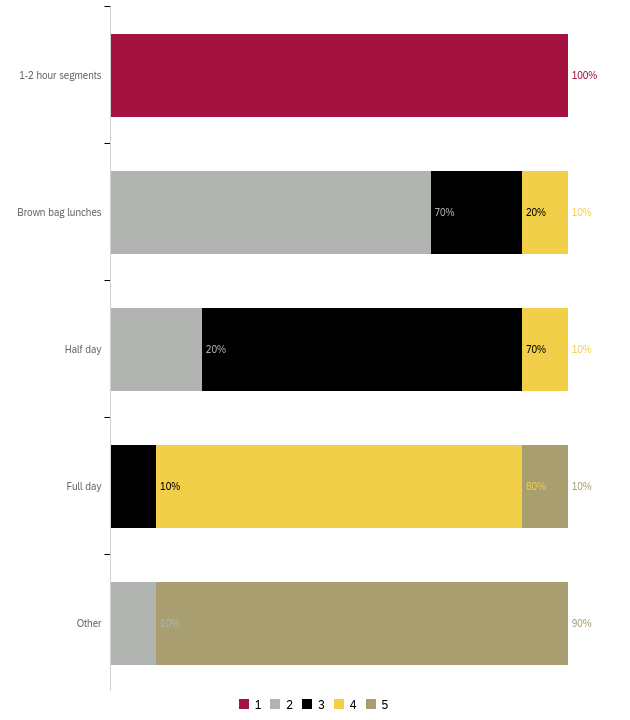 1-2 hour segments 100%
Brown bag lunches 70% 20% 10%
Half day 20% 70% 10%
Full day 10% 80% 10%
Other 10% 90%
1 2 3 4 5